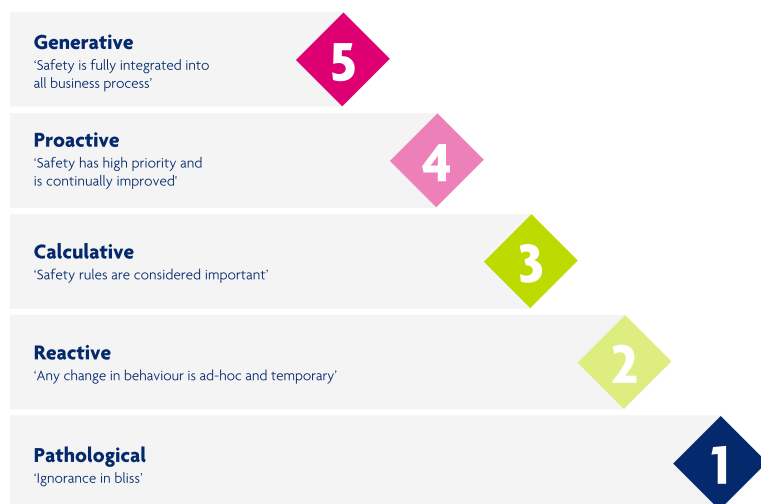 Generative
‘Safety is fully integrated into
all business process’
5
Proactive
‘Safety has high priority and
is continually improved'
4
Calculative
‘Safety rules are considered important’
3
Reactive
‘Any change in behaviour is ad-hoc and temporary’
2
Pathological
‘Ignorance in bliss’
1